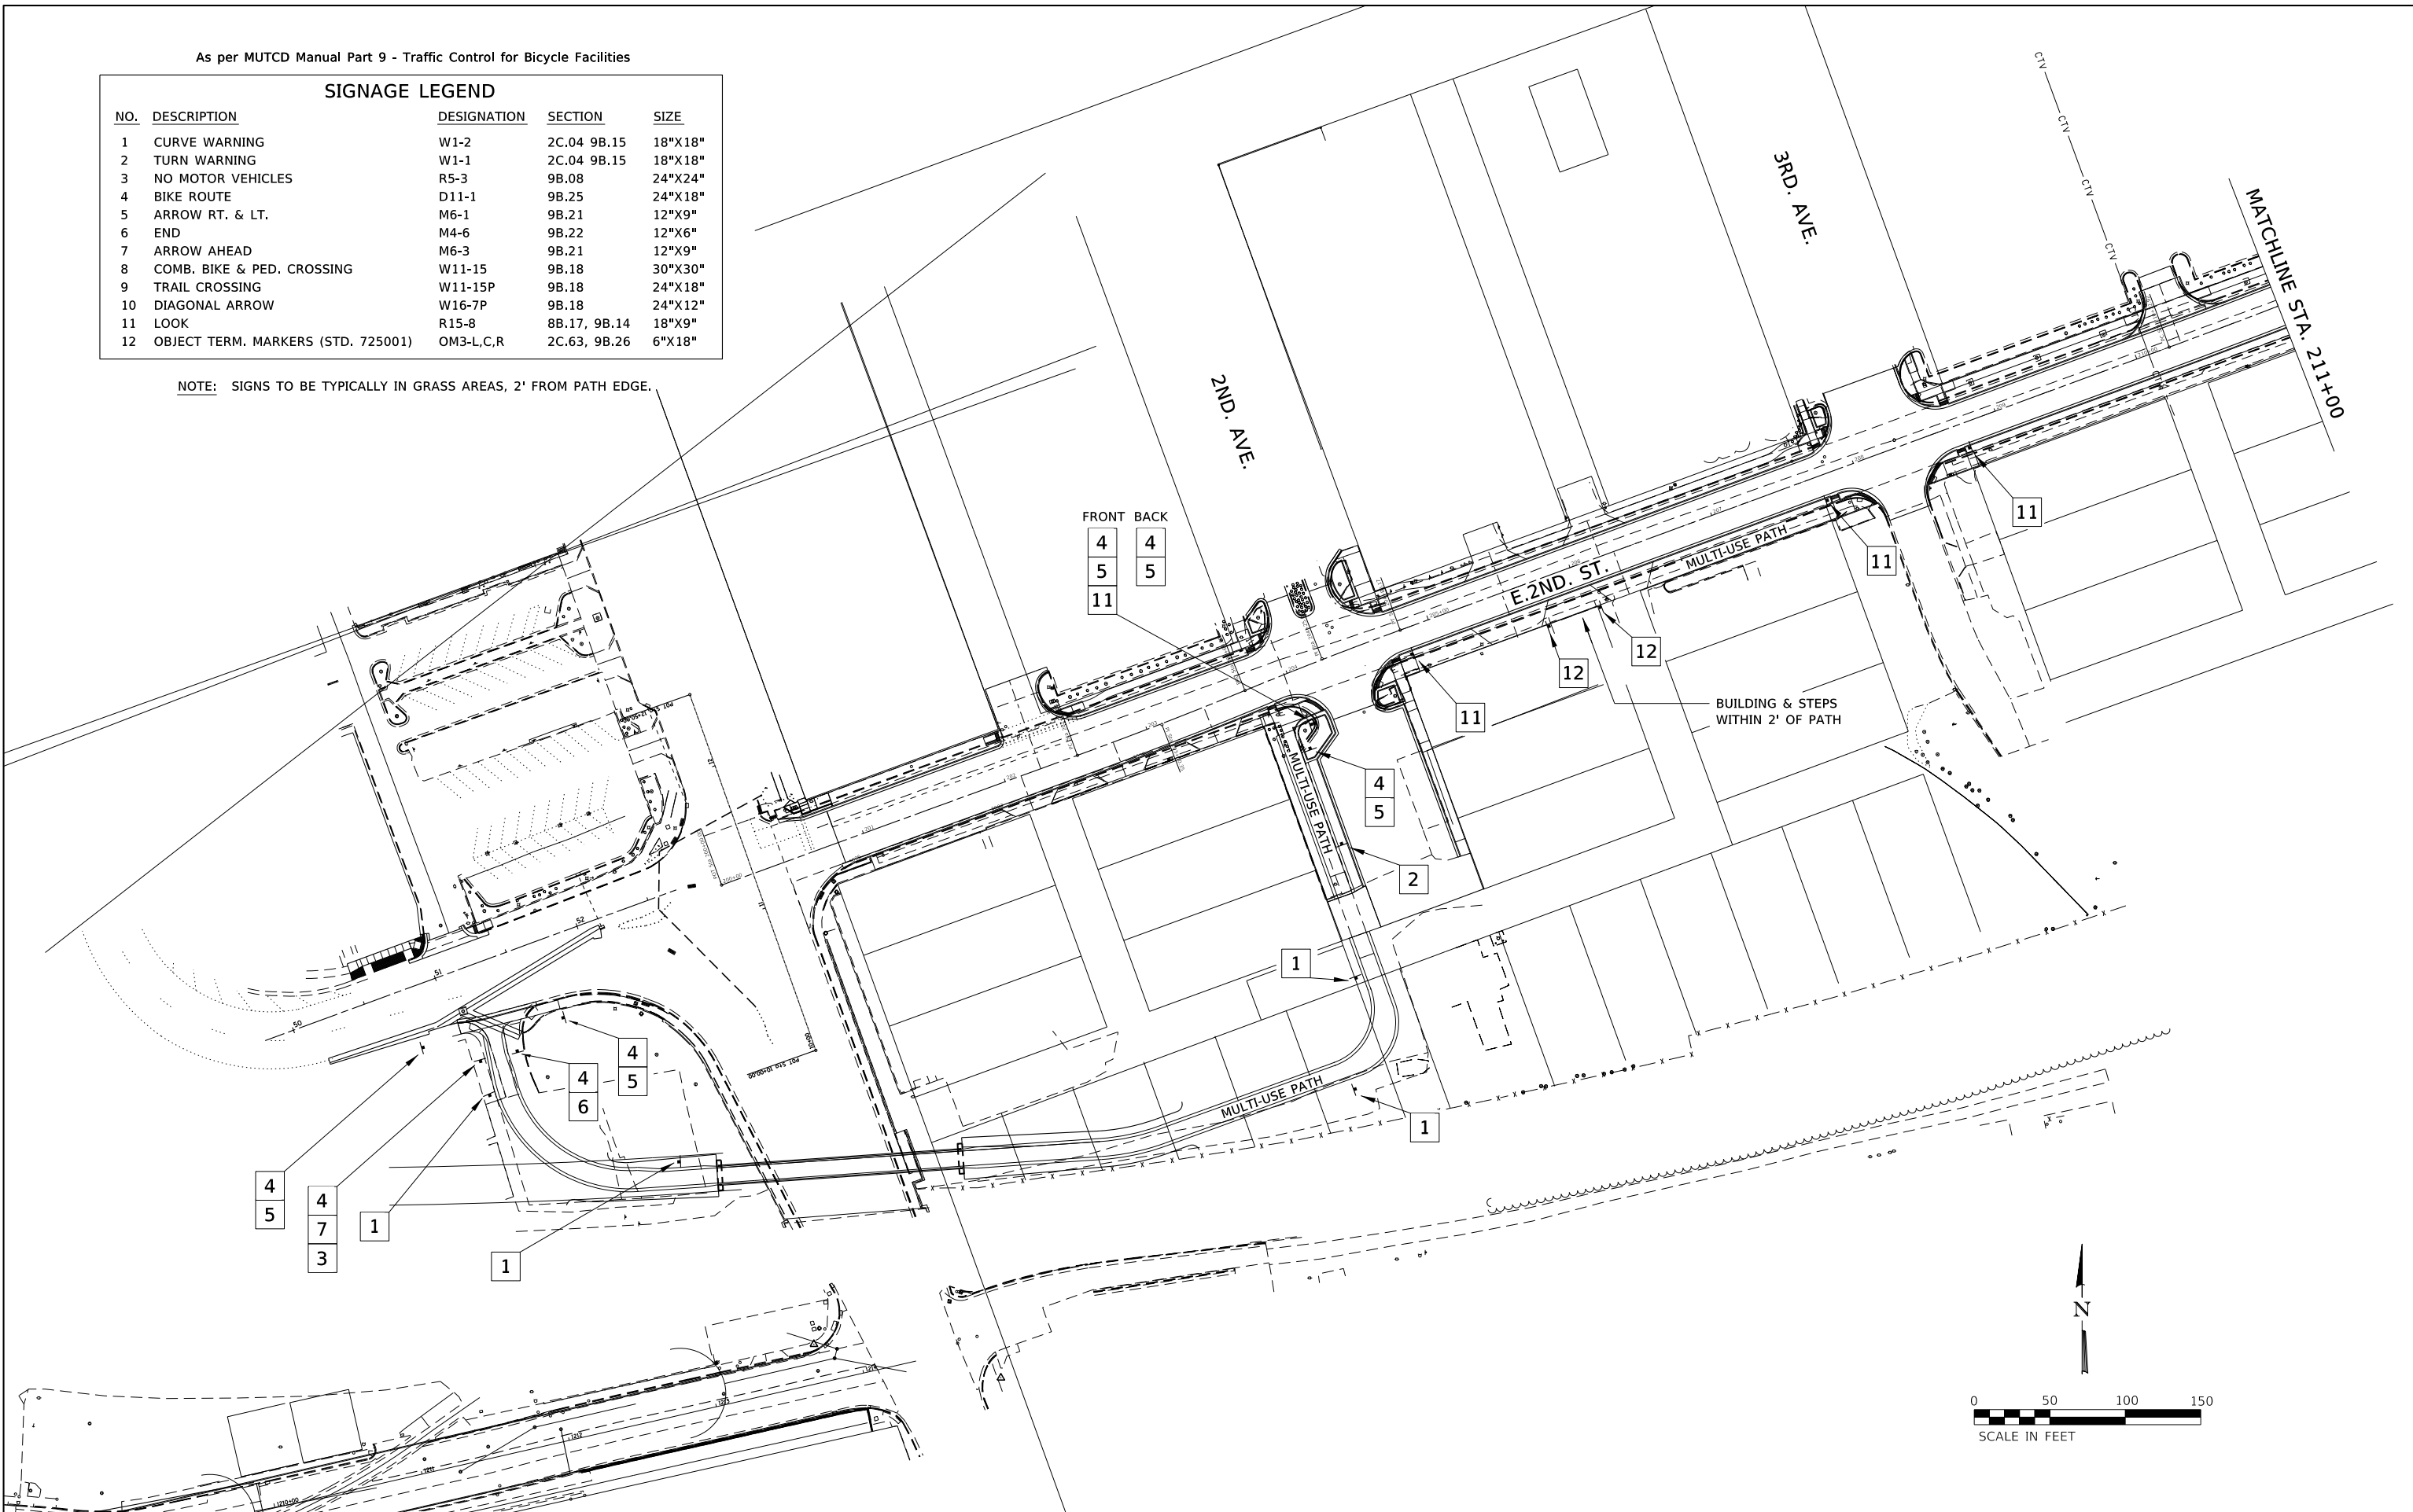 As per MUTCD Manual Part 9 - Traffic Control for Bicycle Facilities
SIGNAGE LEGEND
NO. DESCRIPTION DESIGNATION SECTION SIZE
1 CURVE WARNING W1-2 2C.04 9B.15 18"X18"
2 TURN WARNING W1-1 2C.04 9B.15 18"X18"
3 NO MOTOR VEHICLES R5-3 9B.08 24"X24"
4 BIKE ROUTE D11-1 9B.25 24"X18"
5 ARROW RT. & LT. M6-1 9B.21 12"X9"
6 END M4-6 9B.22 12"X6"
7 ARROW AHEAD M6-3 9B.21 12"X9"
8 COMB. BIKE & PED. CROSSING W11-15 9B.18 30"X30"
9 TRAIL CROSSING W11-15P 9B.18 24"X18"
10 DIAGONAL ARROW W16-7P 9B.18 24"X12"
11 LOOK R15-8 8B.17, 9B.14 18"X9"
12 OBJECT TERM. MARKERS (STD. 725001) OM3-L,C,R 2C.63, 9B.26 6"X18"
NOTE: SIGNS TO BE TYPICALLY IN GRASS AREAS, 2' FROM PATH EDGE.
CTV
CTV
CTV
CTV
3RD. AVE.
MATCHLINE STA. 211+00
2ND. AVE.
FRONT BACK
4 4
5 5
11
11
11
MULTI-USE PATH
E.2ND. ST.
12
12
11
BUILDING & STEPS
WITHIN 2' OF PATH
4
5
MULTI-USE PATH
2
1
52
51
50
4
5
4
6
MULTI-USE PATH
1
4
5
4
7
3
1
1
N
0 50 100 150
SCALE IN FEET